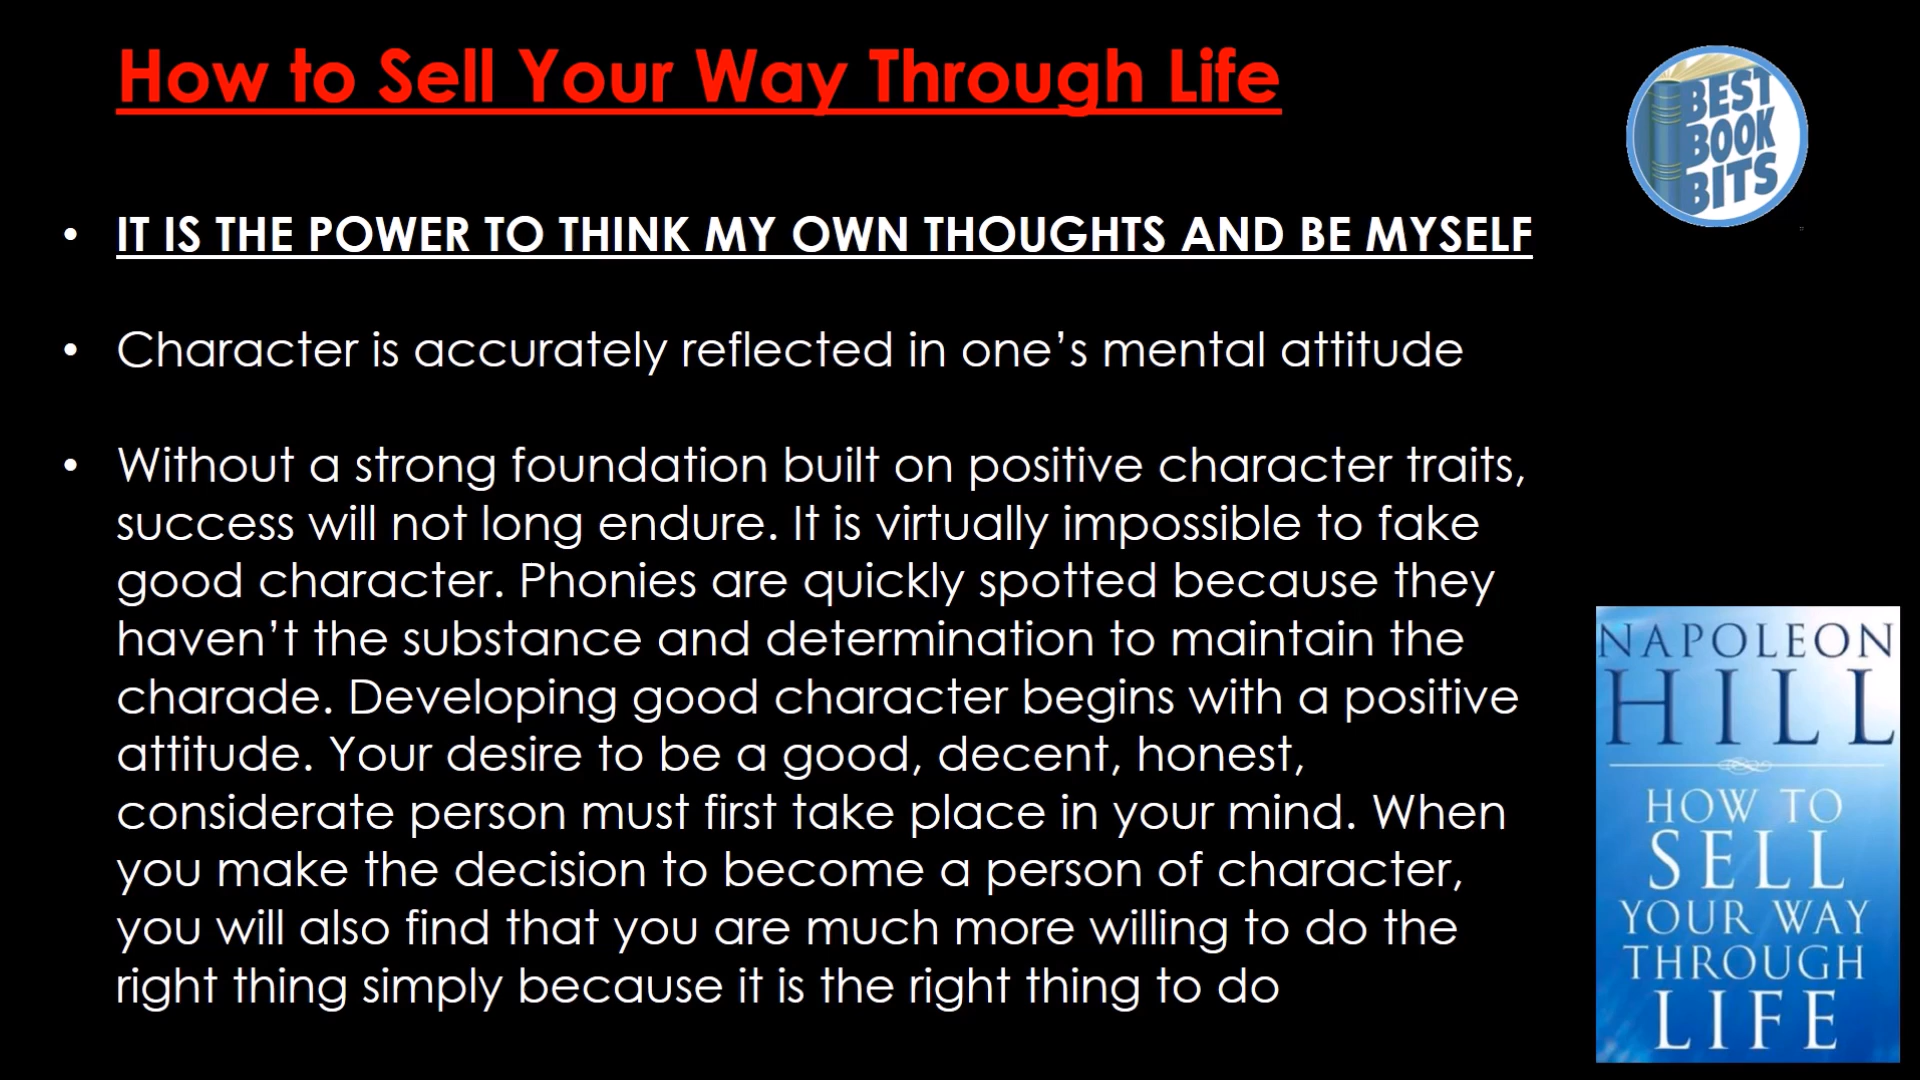 How to Sell Your Way Through Life
BEST
BOOK
BITS
• IT IS THE POWER TO THINK MY OWN THOUGHTS AND BE MYSELF
• Character is accurately reflected in one’s mental attitude
• Without a strong foundation built on positive character traits,
success will not long endure. It is virtually impossible to fake
good character. Phonies are quickly spotted because they
haven’t the substance and determination to maintain the
charade. Developing good character begins with a positive
attitude. Your desire to be a good, decent, honest,
considerate person must first take place in your mind. When
you make the decision to become a person of character,
you will also find that you are much more willing to do the
right thing simply because it is the right thing to do
NAPOLEON
HILL
HOW TO
SELL
YOUR WAY
THROUGH
LIFE